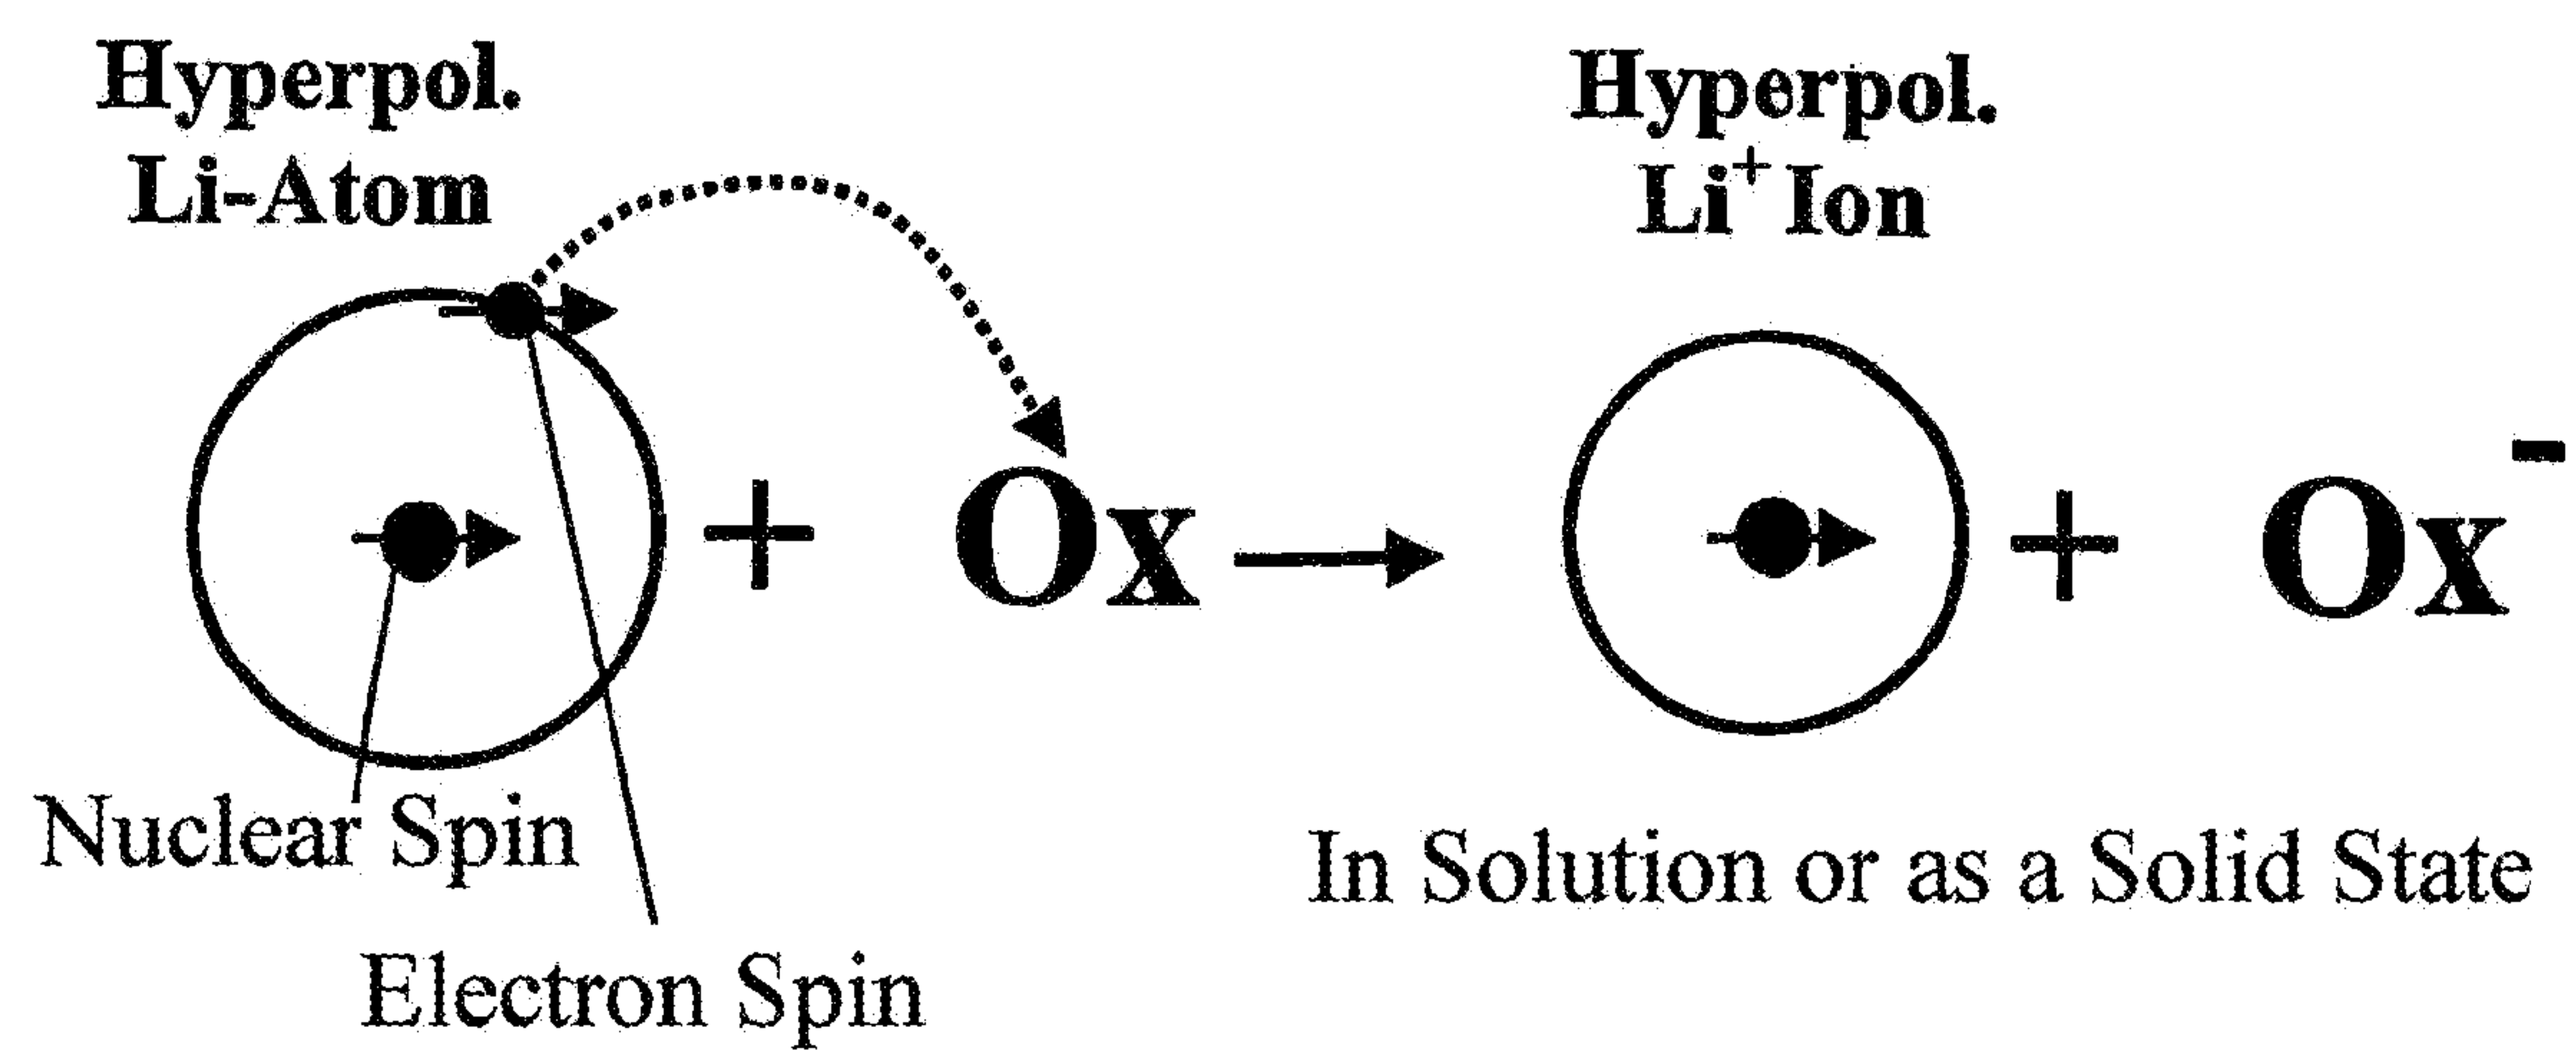 Hyperpol.
Li-Atom
Hyperpol.
Li⁺ Ion
+ Ox → + Ox⁻
Nuclear Spin
In Solution or as a Solid State
Electron Spin